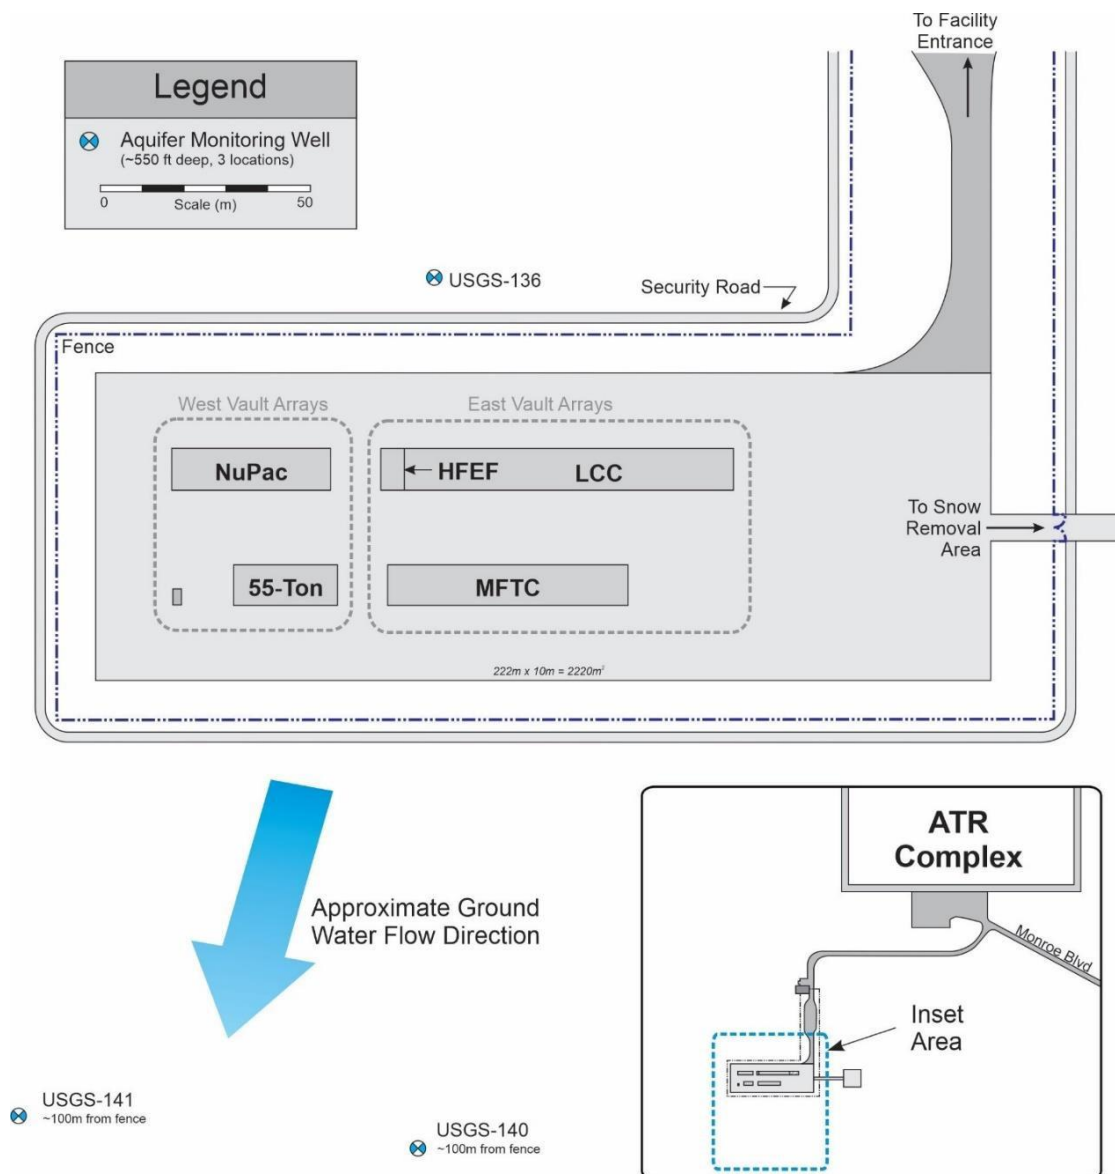 To Facility
Entrance
Legend
Aquifer Monitoring Well
(~550 ft deep, 3 locations)
0 Scale (m) 50
USGS-136
Security Road
Fence
West Vault Arrays
East Vault Arrays
NuPac
HFEF
LCC
To Snow
Removal
Area
55-Ton
MFTC
222m x 10m = 2220m²
Approximate Ground
Water Flow Direction
ATR
Complex
Monroe Blvd
Inset
Area
USGS-141
~100m from fence
USGS-140
~100m from fence